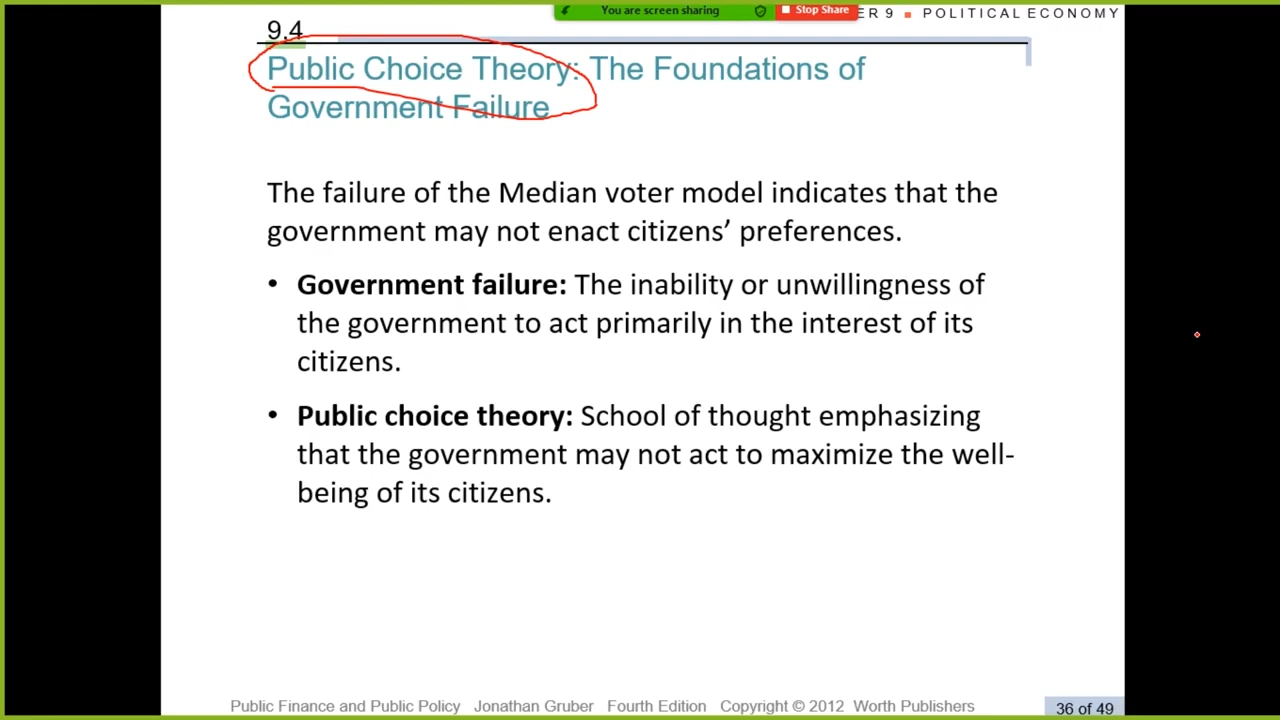 You are screen sharing Stop Share
ER 9 ▪ POLITICAL ECONOMY
9.4
Public Choice Theory: The Foundations of
Government Failure
The failure of the Median voter model indicates that the
government may not enact citizens’ preferences.
• Government failure: The inability or unwillingness of
the government to act primarily in the interest of its
citizens.
• Public choice theory: School of thought emphasizing
that the government may not act to maximize the well-
being of its citizens.
Public Finance and Public Policy Jonathan Gruber Fourth Edition Copyright © 2012 Worth Publishers
36 of 49